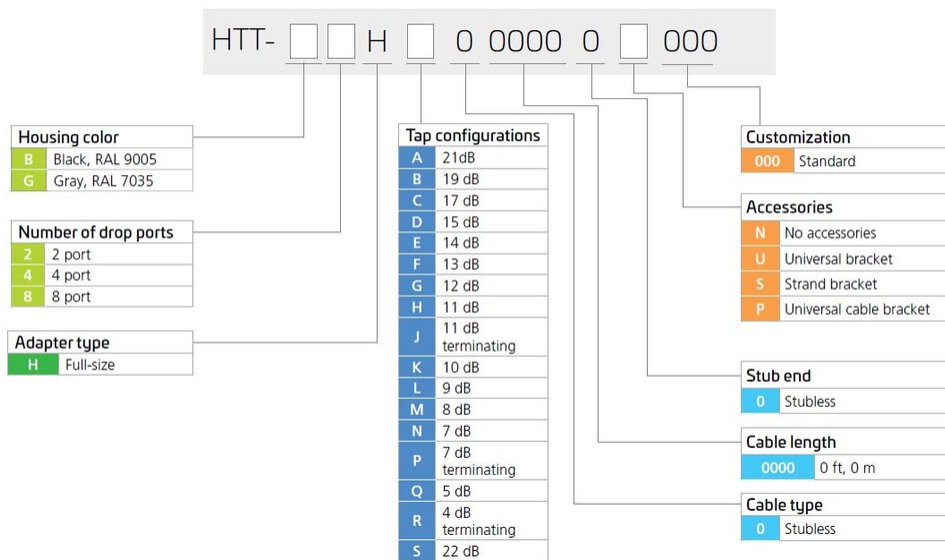 HTT- H 0 0000 0 000
Housing color
B Black, RAL 9005
G Gray, RAL 7035
Number of drop ports
2 2 port
4 4 port
8 8 port
Adapter type
H Full-size
Tap configurations
A 21dB
B 19 dB
C 17 dB
D 15 dB
E 14 dB
F 13 dB
G 12 dB
H 11 dB
J 11 dB
terminating
K 10 dB
L 9 dB
M 8 dB
N 7 dB
P 7 dB
terminating
Q 5 dB
R 4 dB
terminating
S 22 dB
Customization
000 Standard
Accessories
N No accessories
U Universal bracket
S Strand bracket
P Universal cable bracket
Stub end
0 Stubless
Cable length
0000 0 ft, 0 m
Cable type
0 Stubless